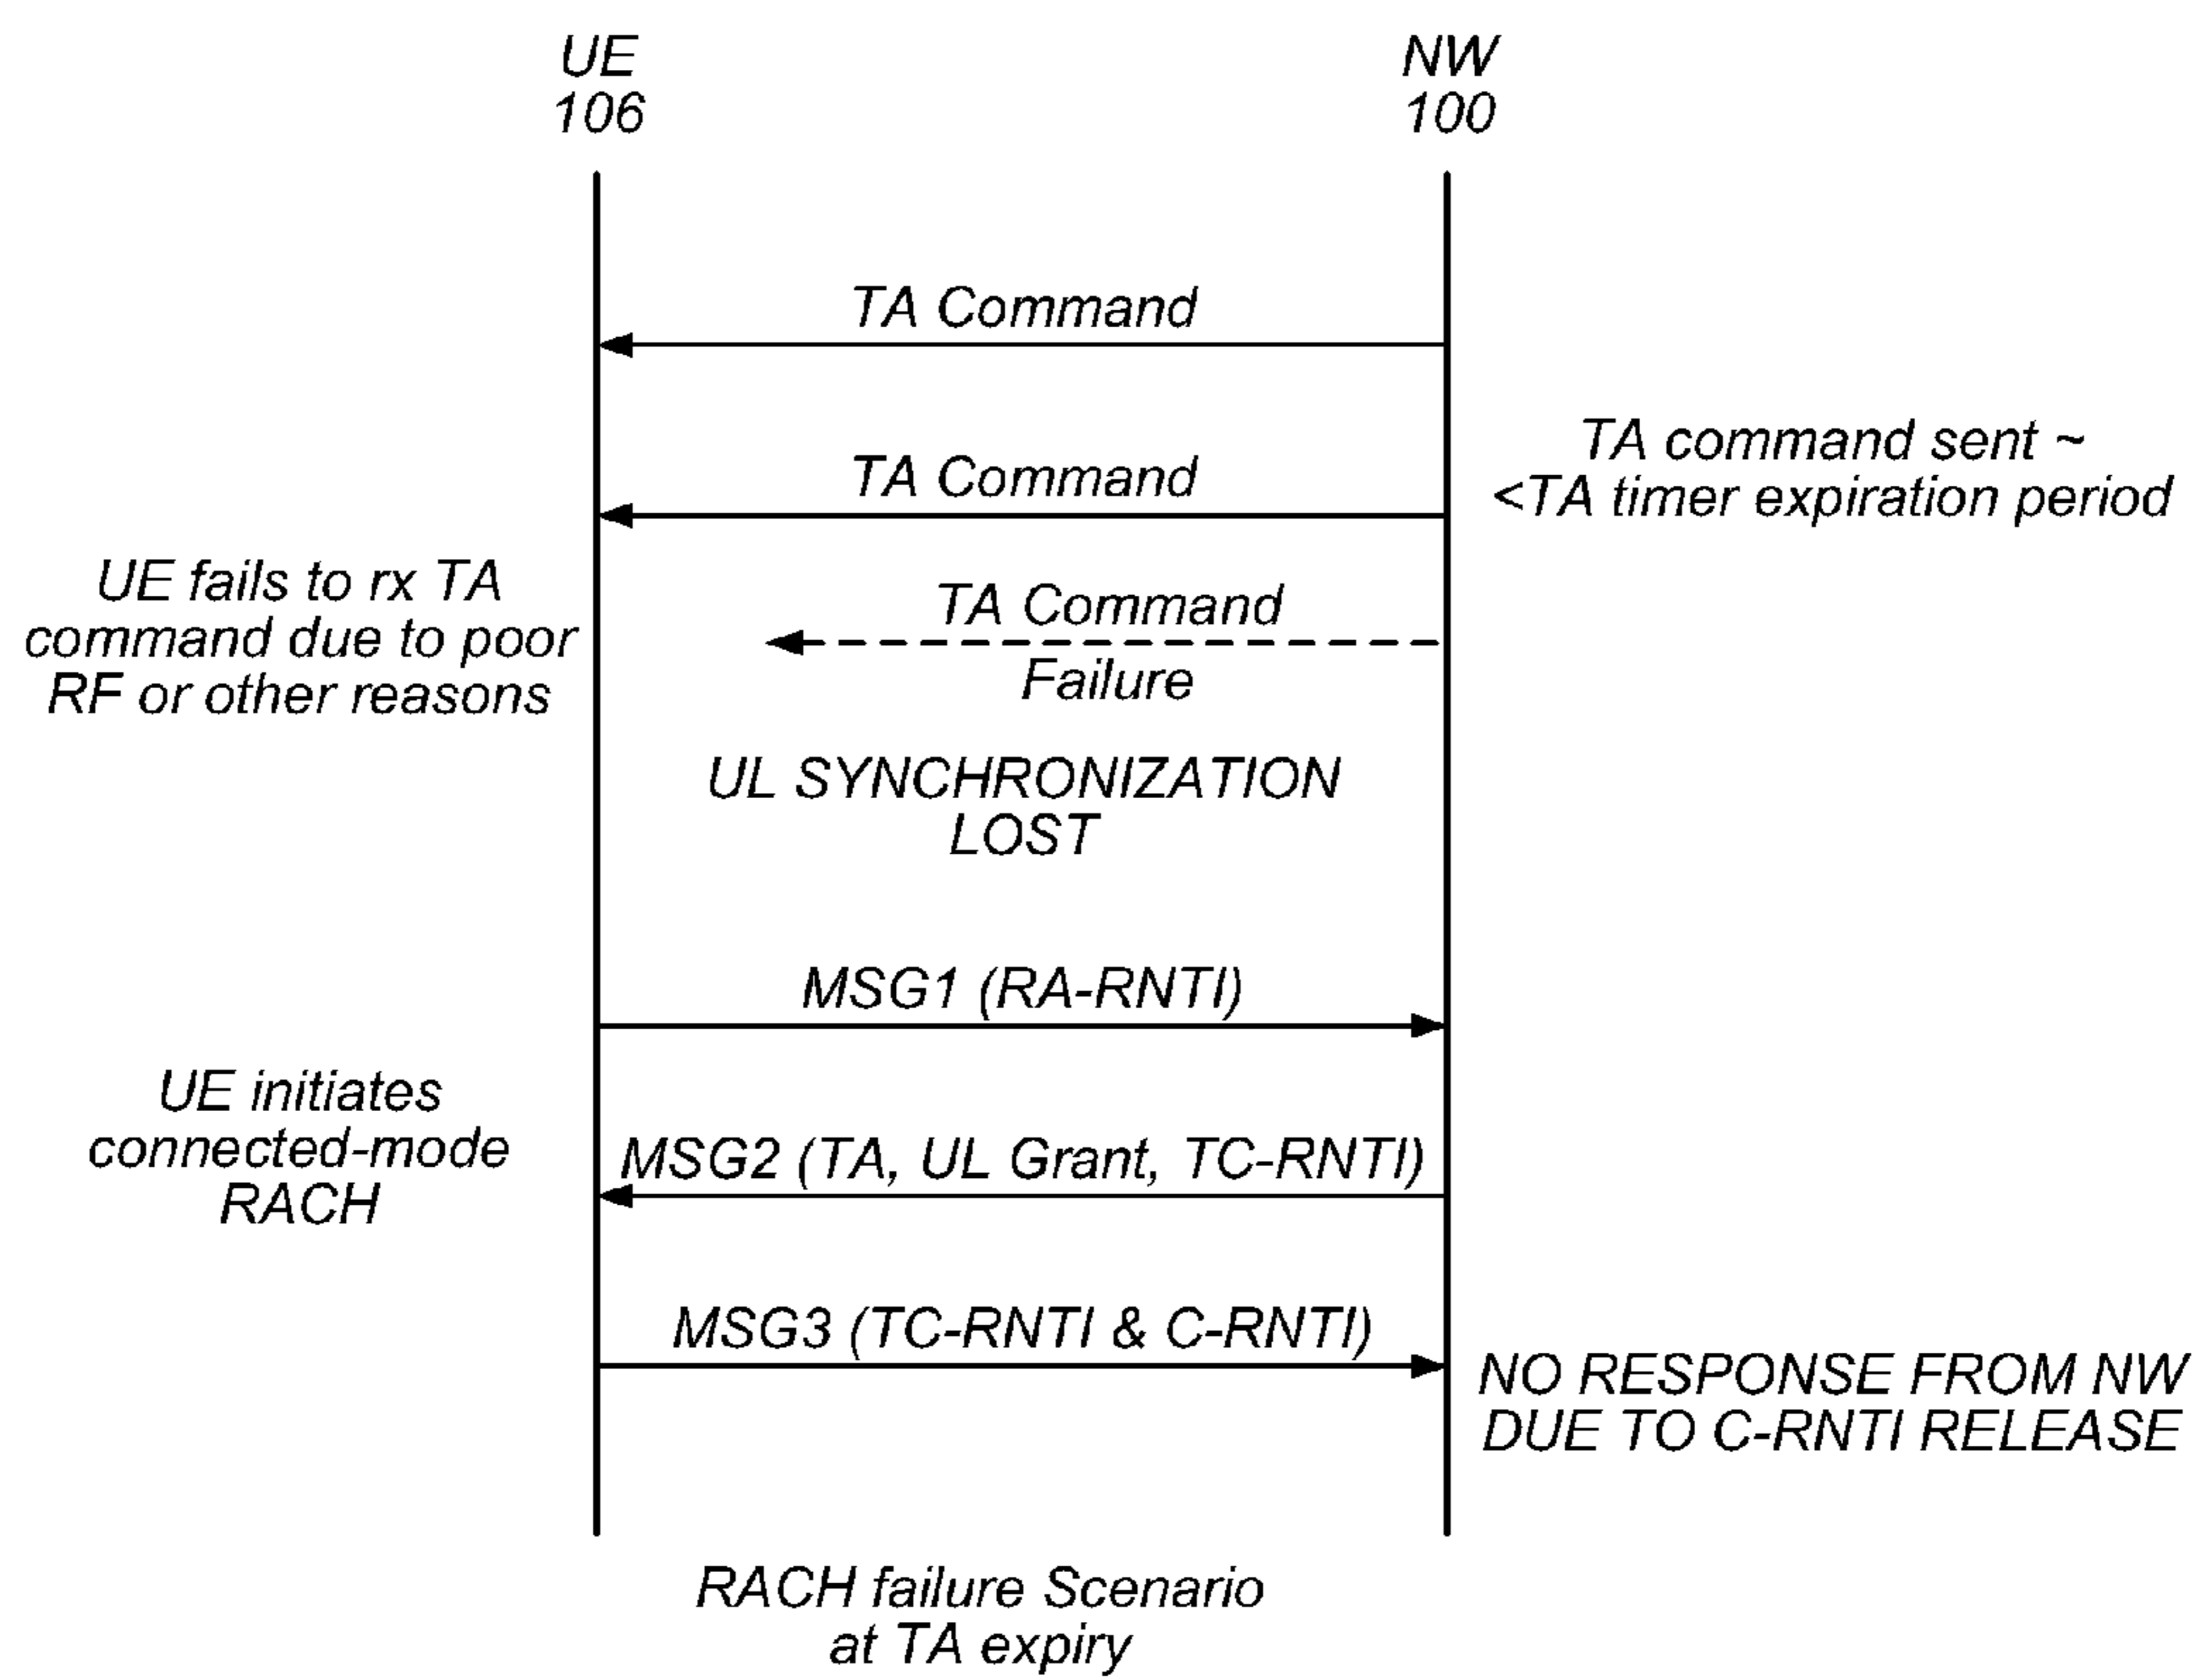 UE
106
NW
100
TA Command
TA Command
TA command sent ~
<TA timer expiration period
UE fails to rx TA
command due to poor
RF or other reasons
TA Command
Failure
UL SYNCHRONIZATION
LOST
MSG1 (RA-RNTI)
UE initiates
connected-mode
RACH
MSG2 (TA, UL Grant, TC-RNTI)
MSG3 (TC-RNTI & C-RNTI)
NO RESPONSE FROM NW
DUE TO C-RNTI RELEASE
RACH failure Scenario
at TA expiry